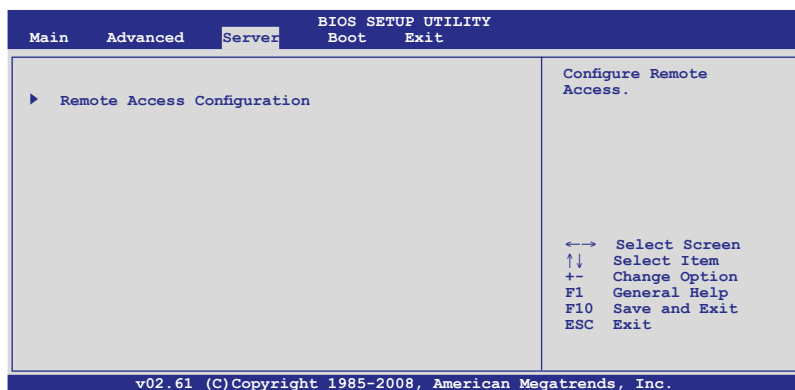 BIOS SETUP UTILITY
Main Advanced Server Boot Exit
Remote Access Configuration
Configure Remote
Access.
←→ Select Screen
↑↓ Select Item
+- Change Option
F1 General Help
F10 Save and Exit
ESC Exit
v02.61 (C)Copyright 1985-2008, American Megatrends, Inc.